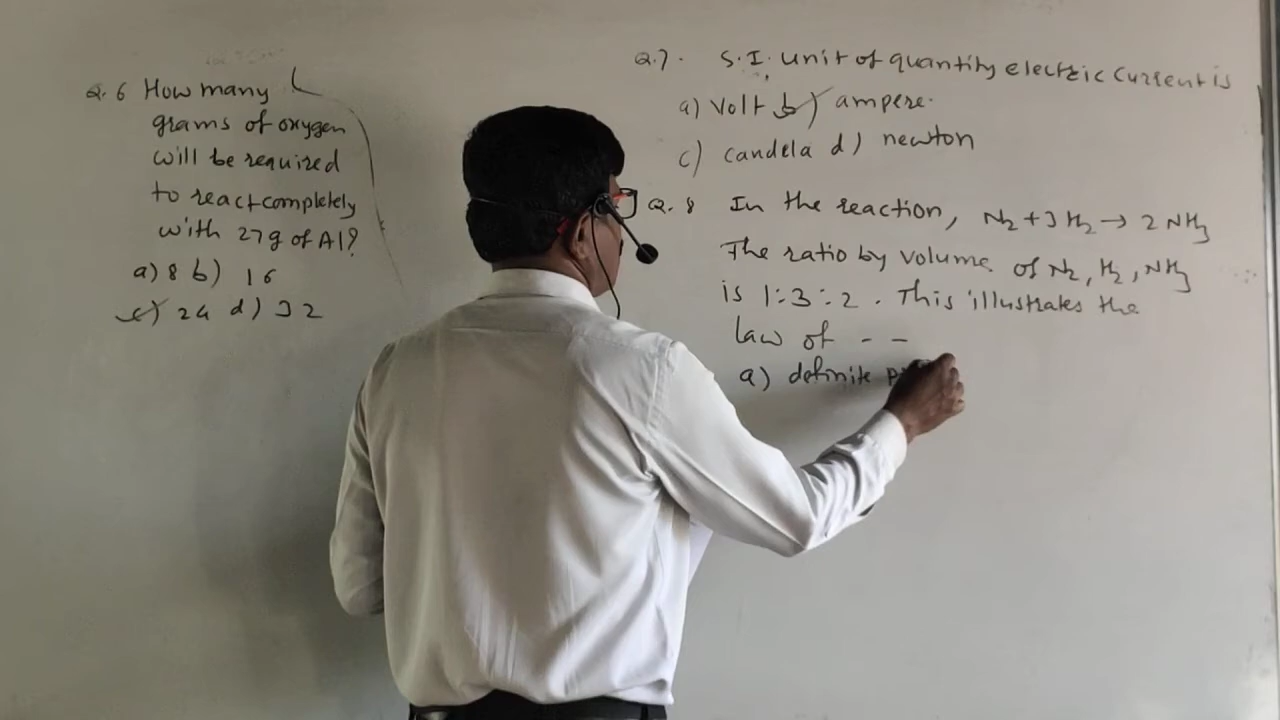 Q.6 How many
grams of oxygen
will be required
to react completely
with 27g of Al?
a) 8 b) 16
c) 24 d) 32
Q.7. S.I. unit of quantity electric current is
a) Volt b) ampere.
c) candela d) newton
Q.8 In the reaction, N2 + 3H2 → 2NH3
The ratio by volume of N2, H2, NH3
is 1:3:2. This illustrates the
law of - -
a) definite